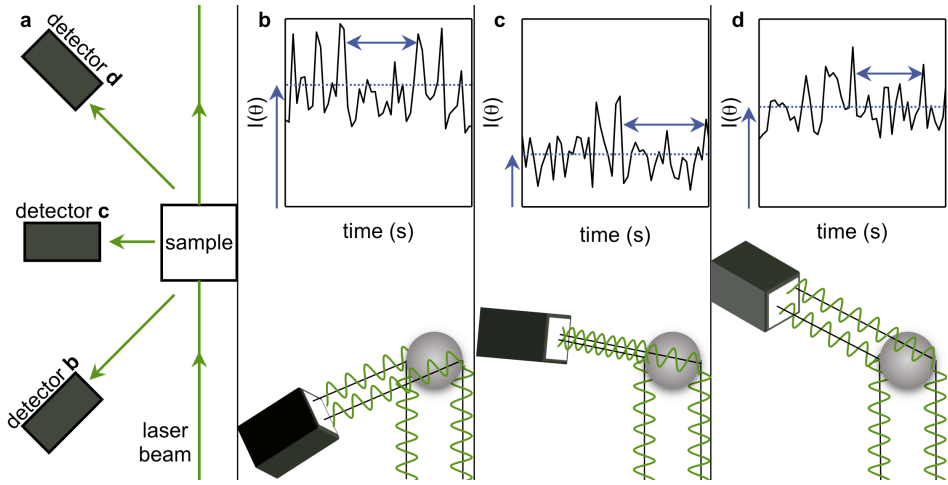 a
detector d
detector c
sample
detector b
laser
beam
b
I(θ)
time (s)
c
I(θ)
time (s)
d
I(θ)
time (s)